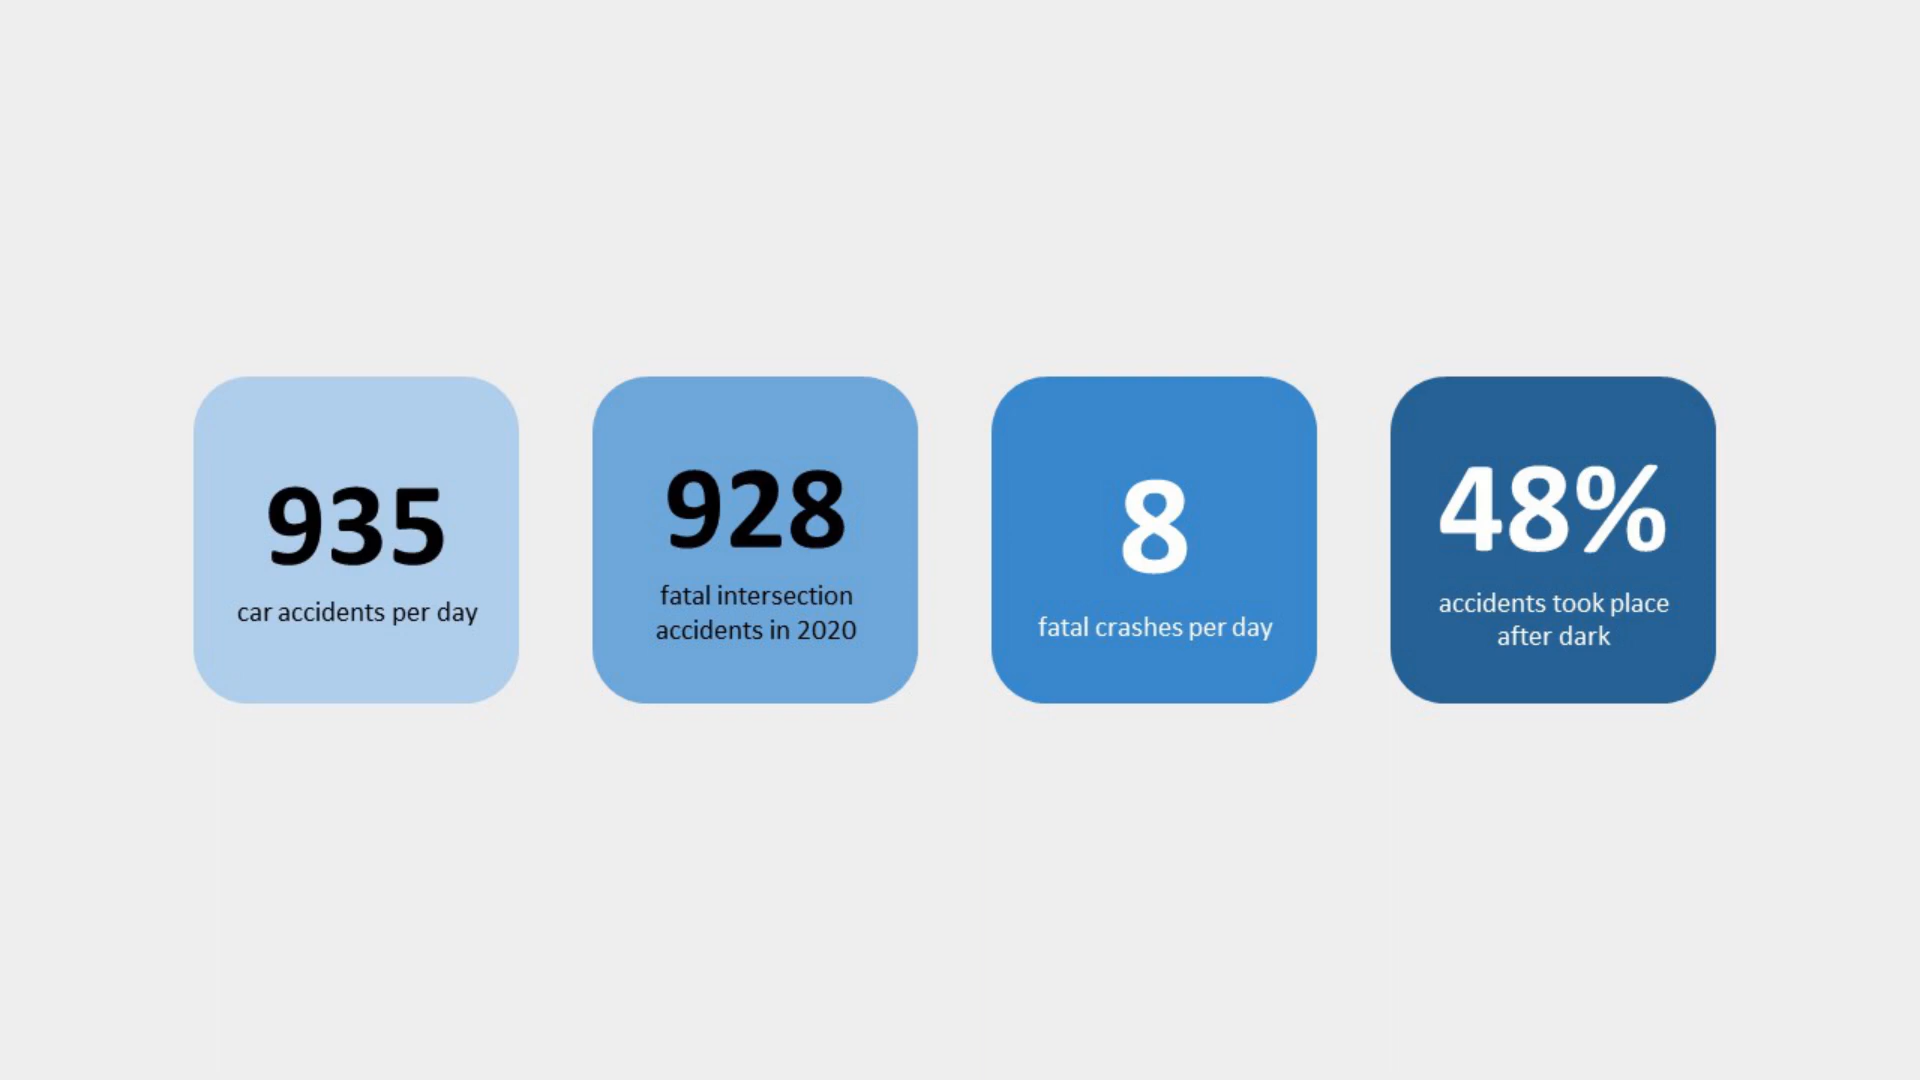 935
car accidents per day
928
fatal intersection
accidents in 2020
8
fatal crashes per day
48%
accidents took place
after dark